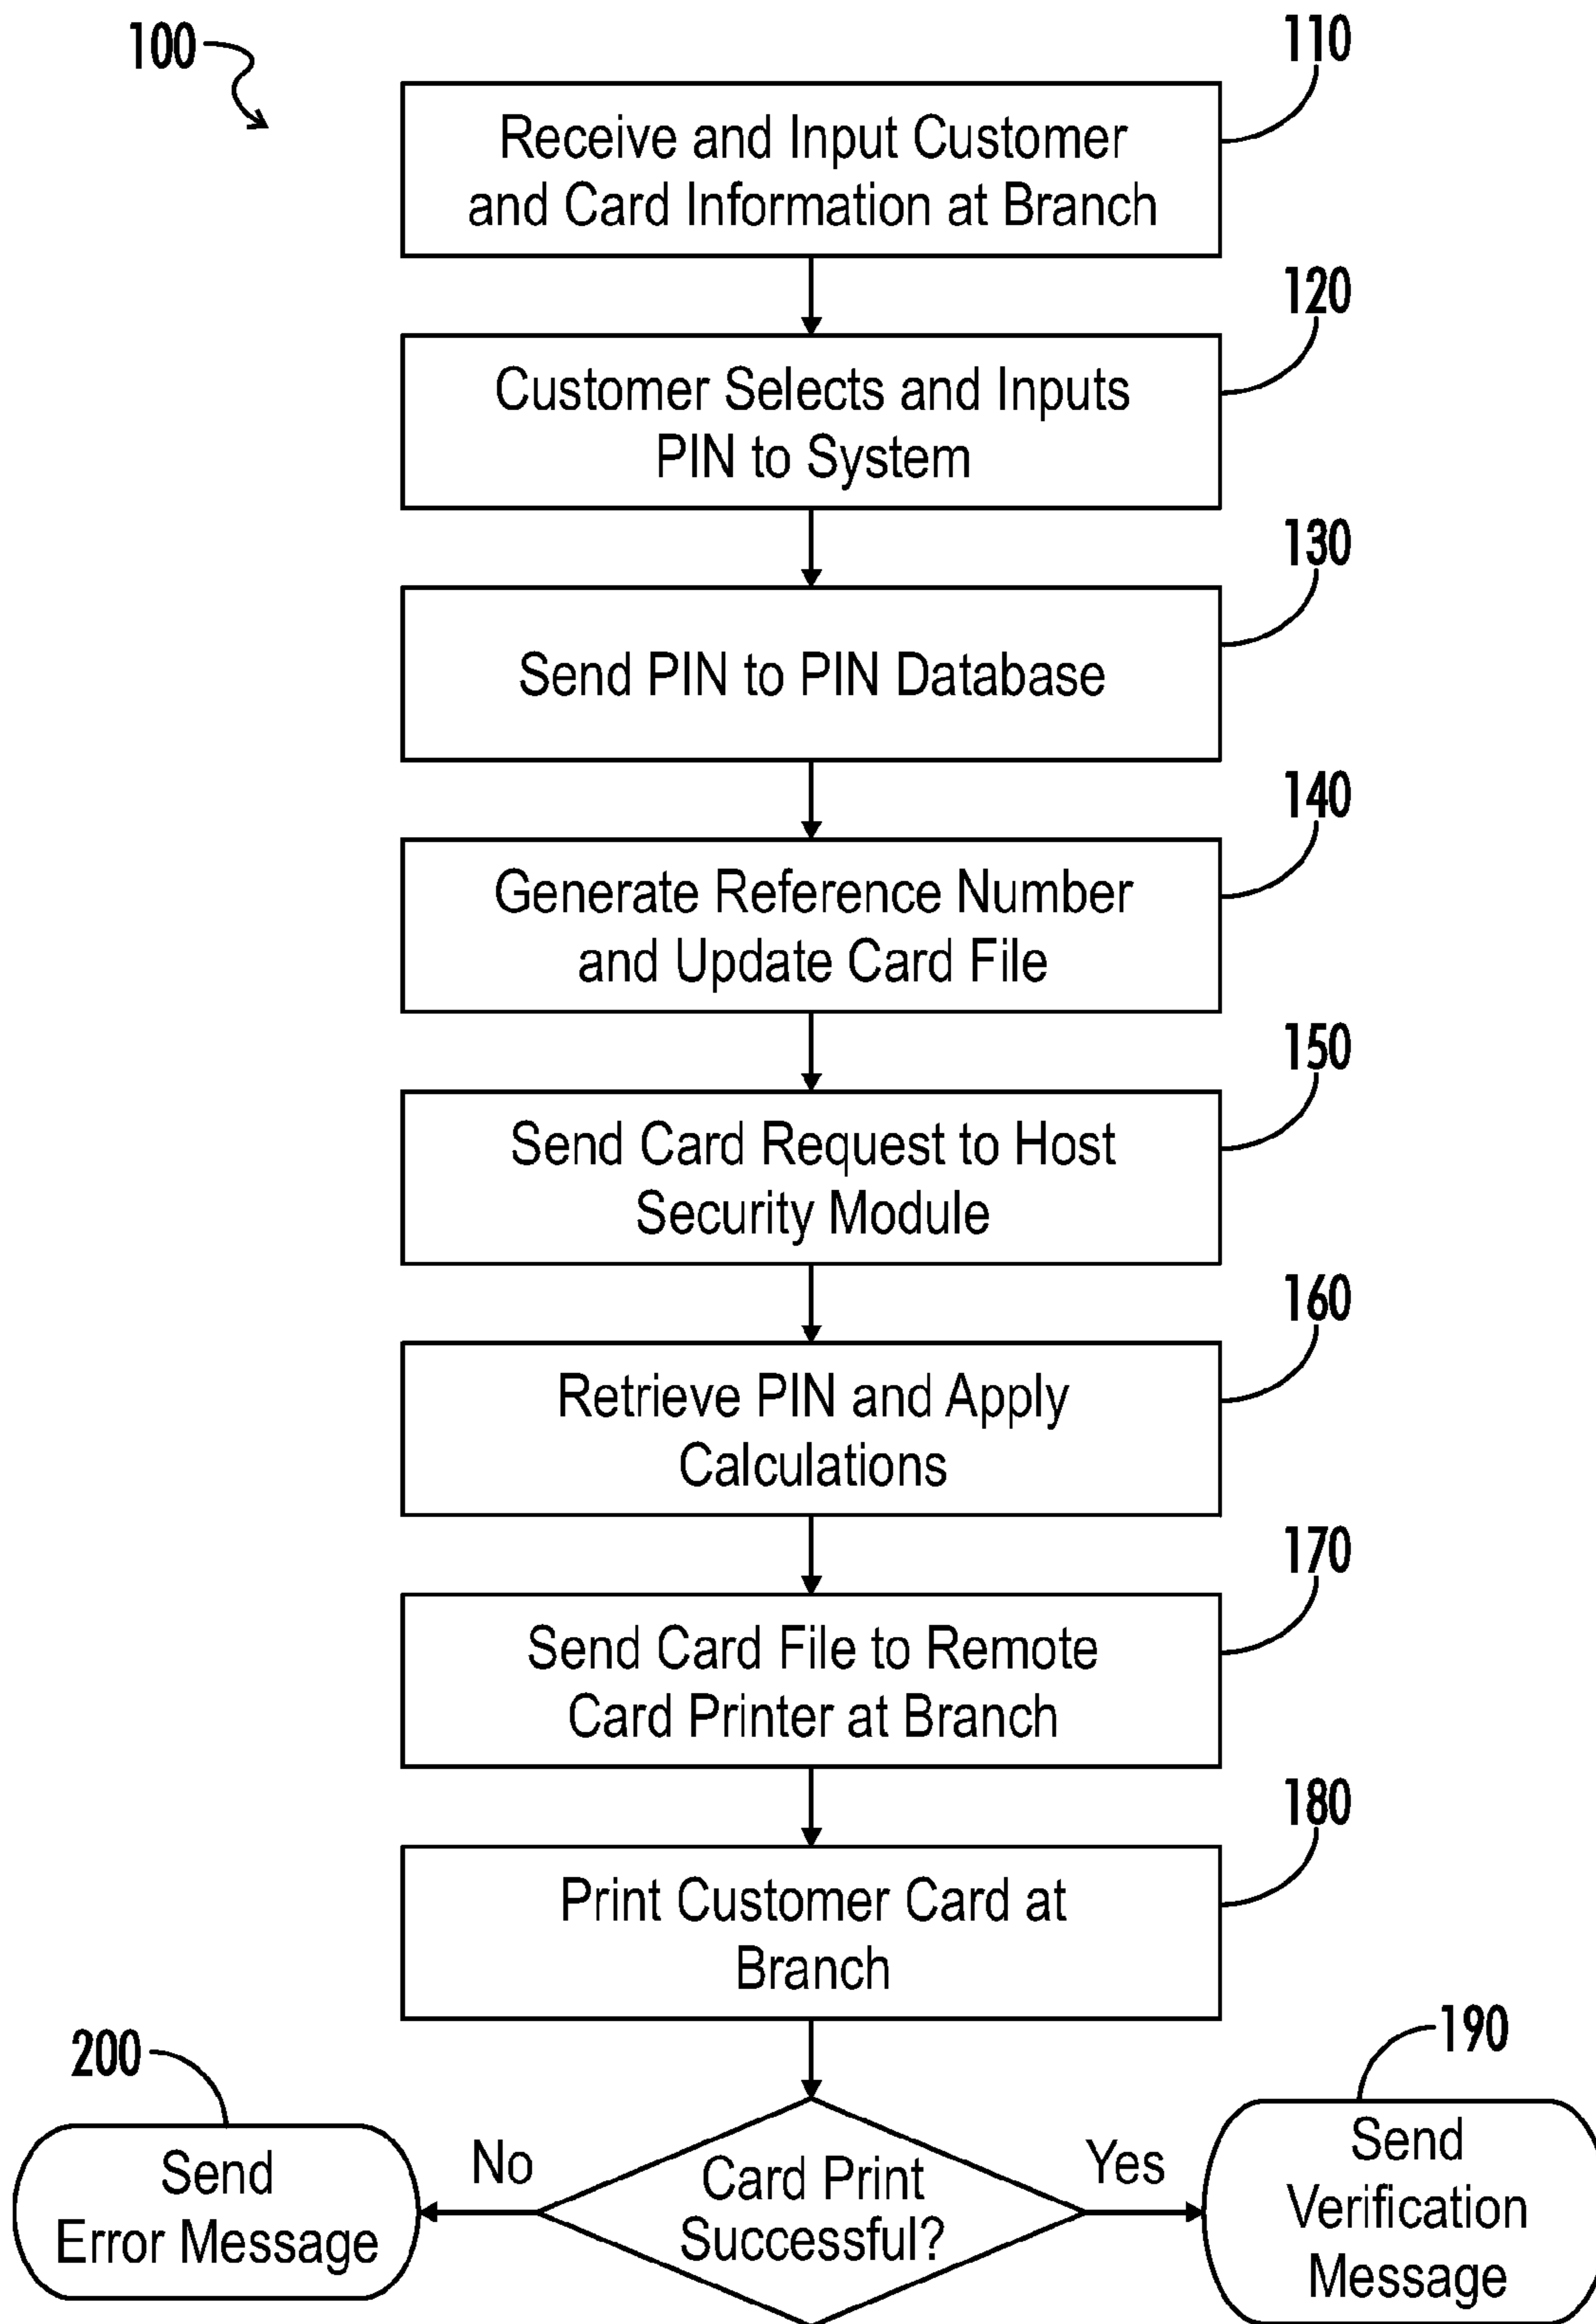 100
110
Receive and Input Customer
and Card Information at Branch
120
Customer Selects and Inputs
PIN to System
130
Send PIN to PIN Database
140
Generate Reference Number
and Update Card File
150
Send Card Request to Host
Security Module
160
Retrieve PIN and Apply
Calculations
170
Send Card File to Remote
Card Printer at Branch
180
Print Customer Card at
Branch
200
190
Send
Error Message
No
Card Print
Successful?
Yes
Send
Verification
Message